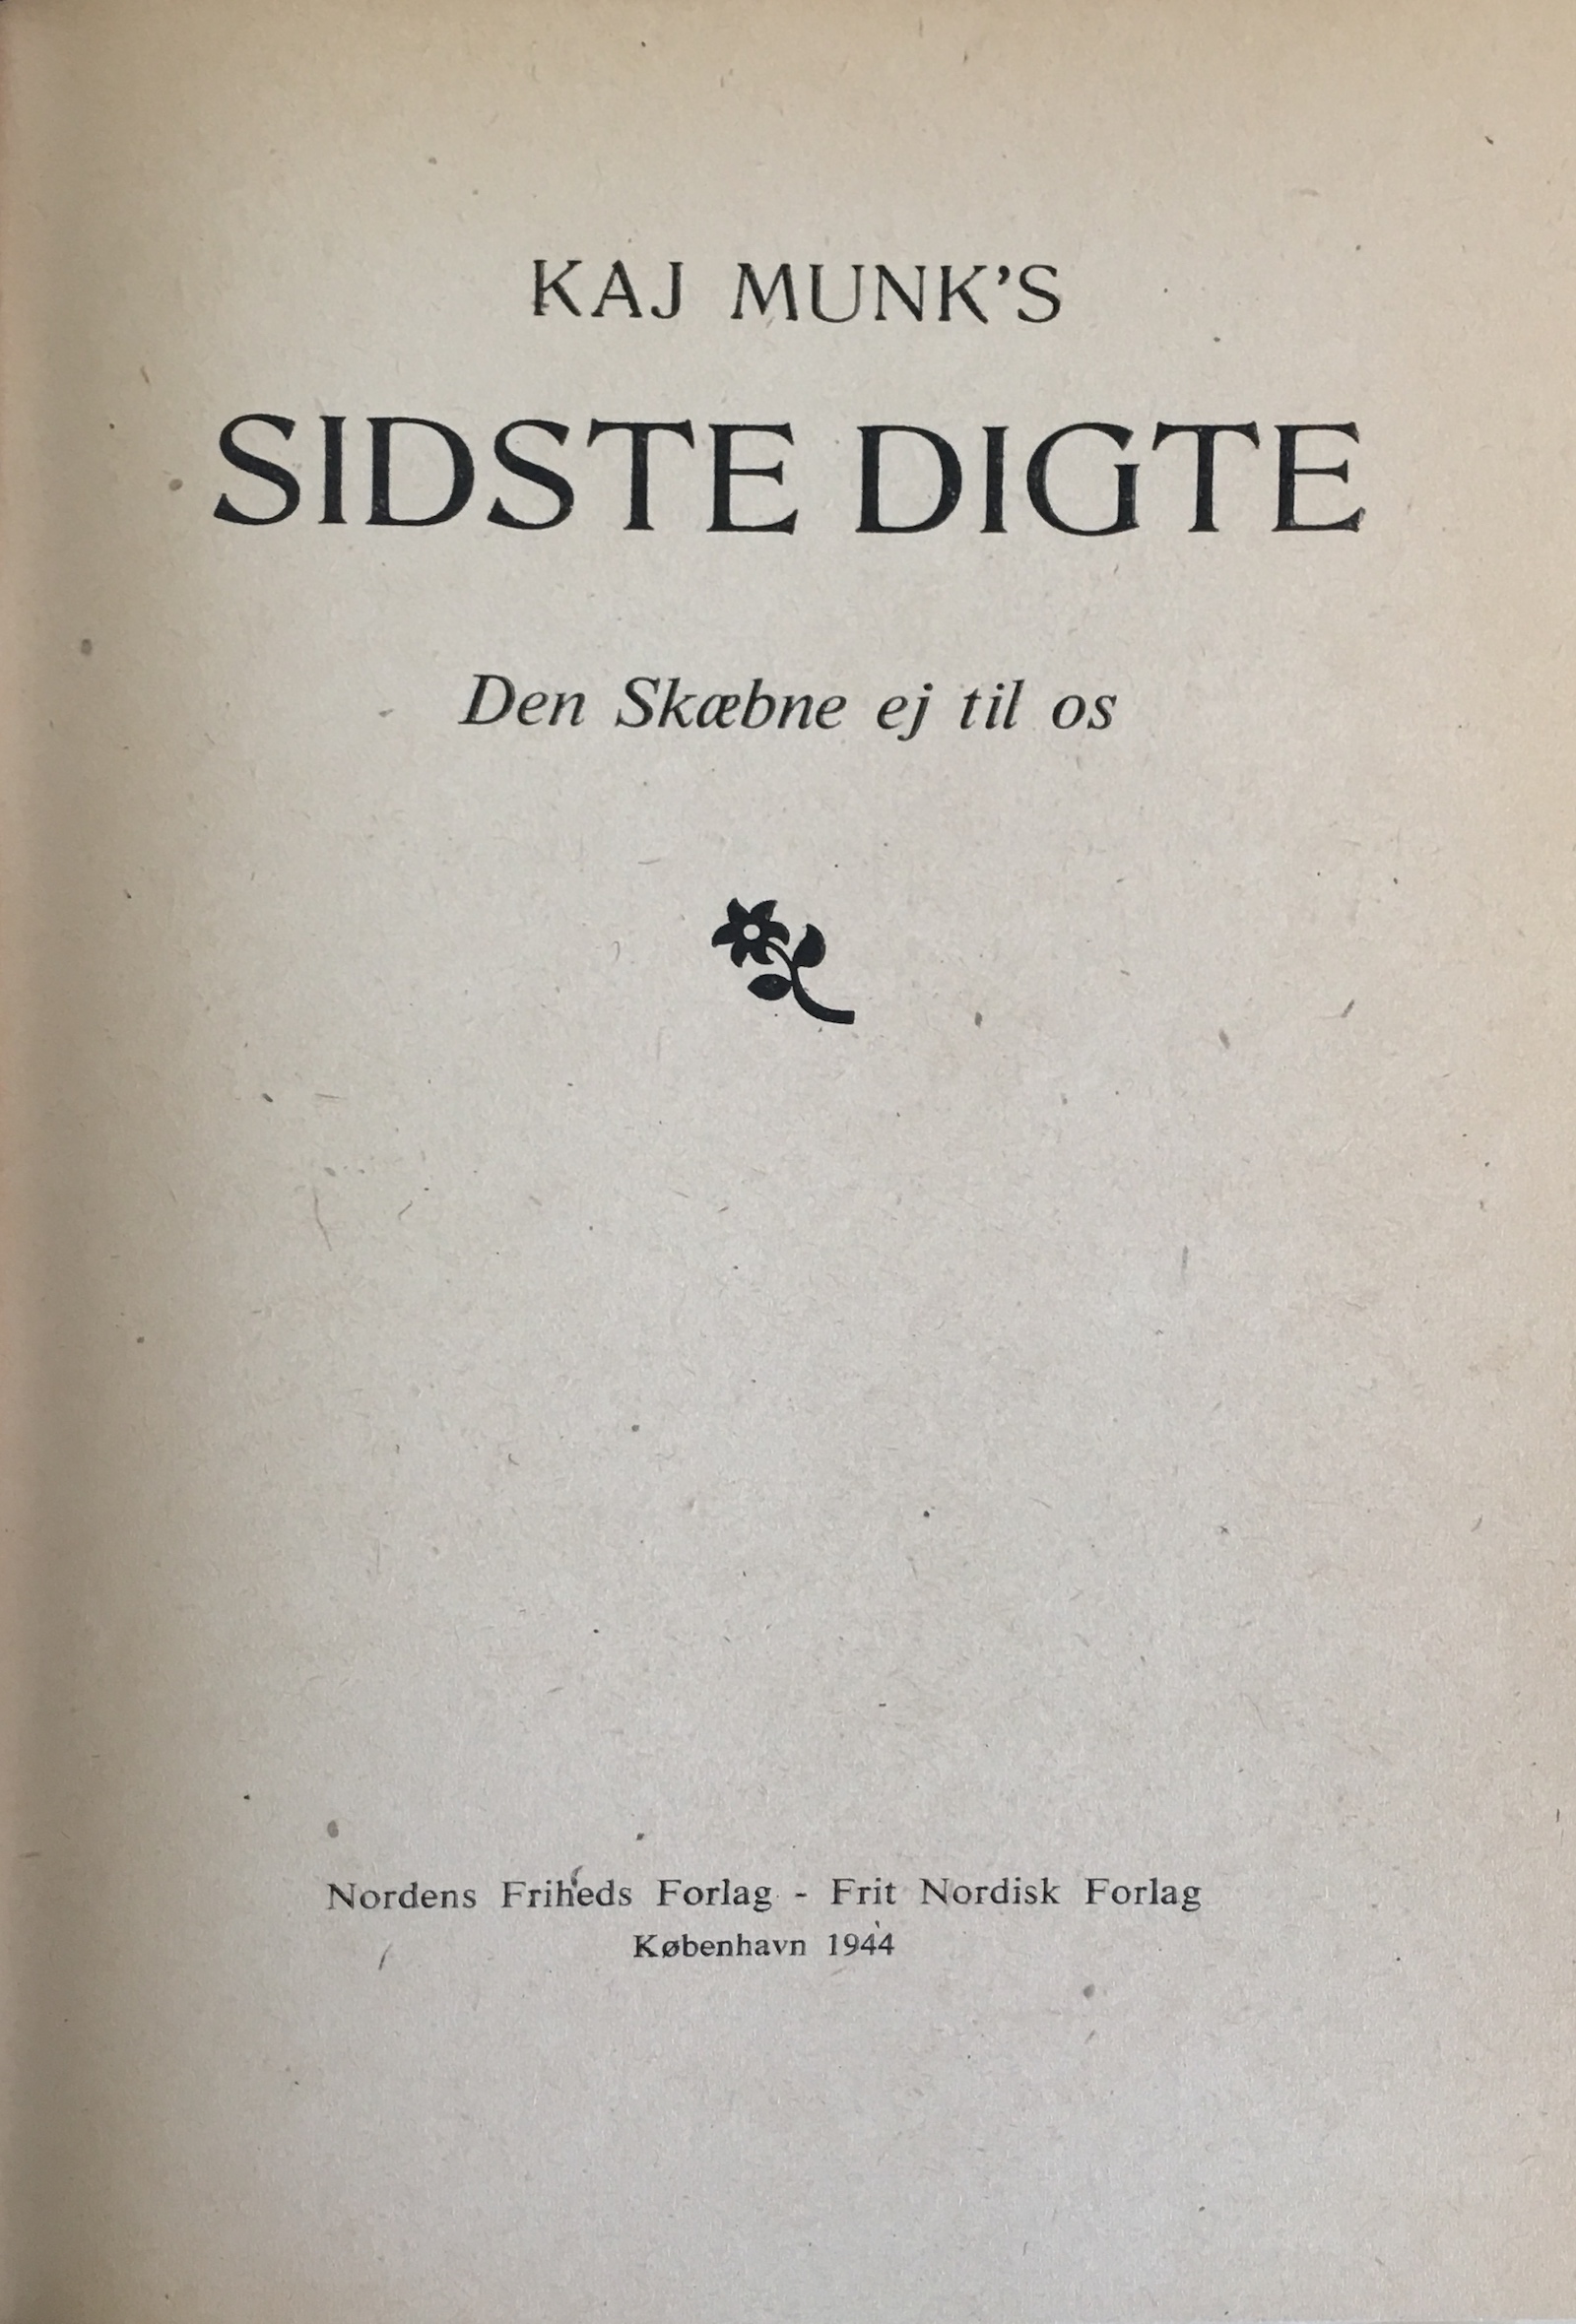 KAJ MUNK’S
SIDSTE DIGTE
Den Skæbne ej til os
Nordens Friheds Forlag - Frit Nordisk Forlag
København 1944